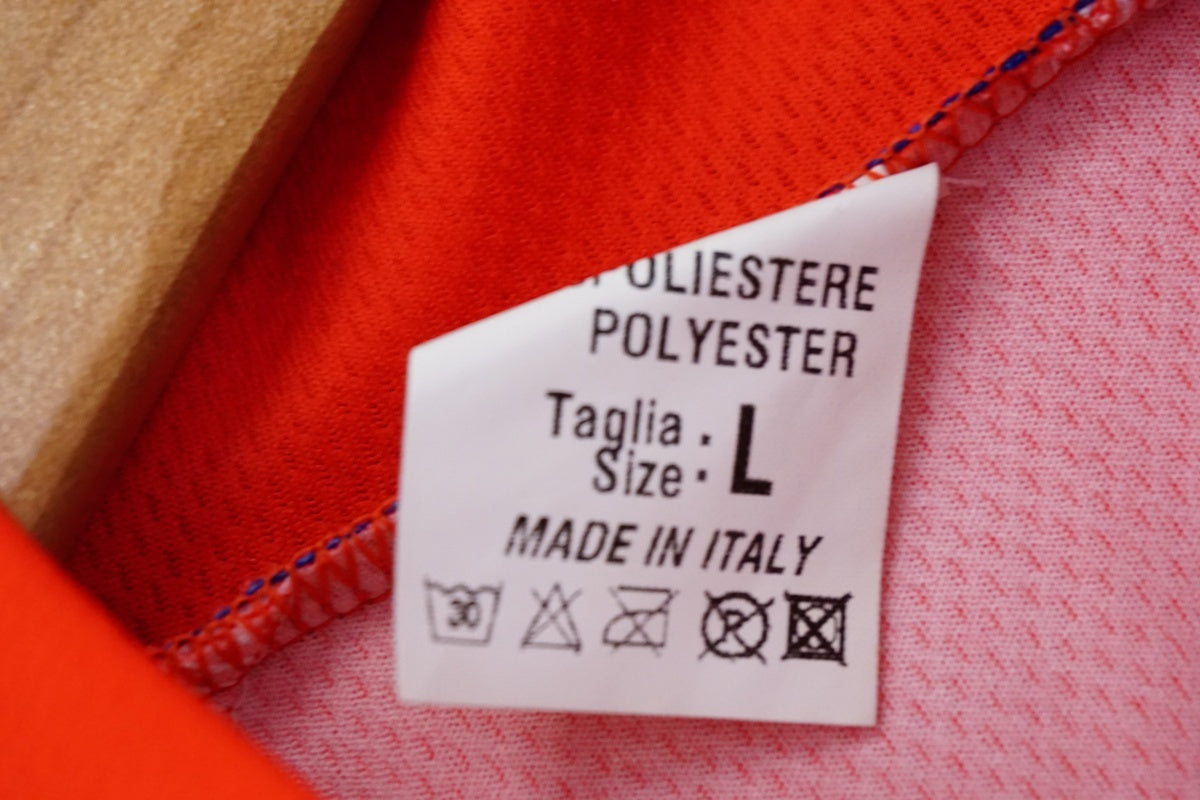 POLIESTERE
POLYESTER
Taglia :
Size : L
MADE IN ITALY
30
R